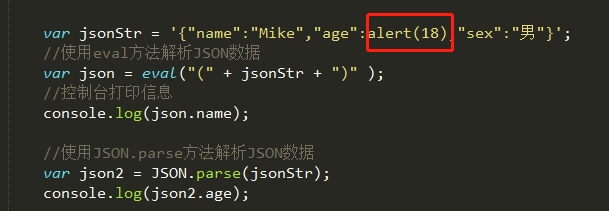 var jsonStr = '{"name":"Mike","age":alert(18),"sex":"男"}';
//使用eval方法解析JSON数据
var json = eval("(" + jsonStr + ")" );
//控制台打印信息
console.log(json.name);
//使用JSON.parse方法解析JSON数据
var json2 = JSON.parse(jsonStr);
console.log(json2.age);